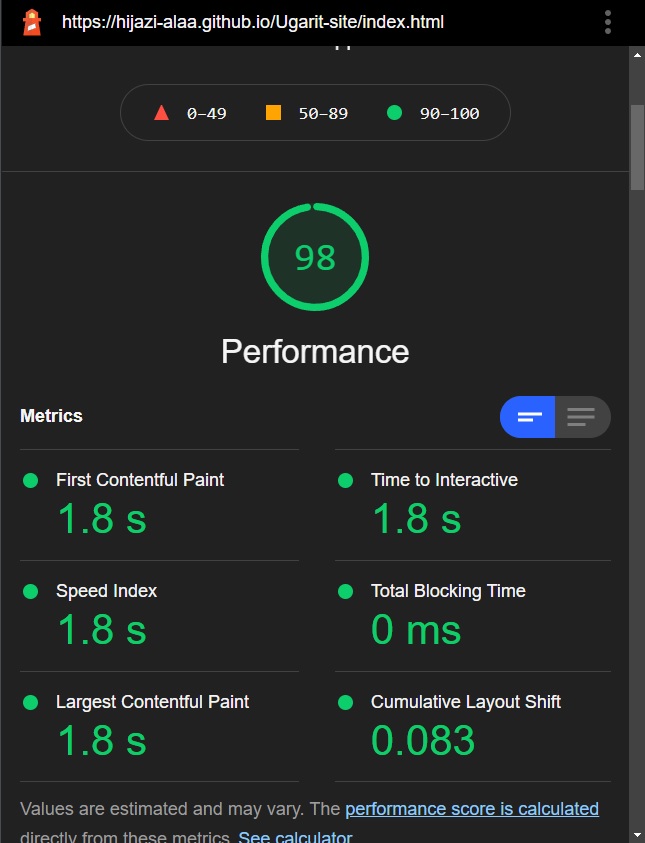 https://hijazi-alaa.github.io/Ugarit-site/index.html
0–49 50–89 90–100
98
Performance
Metrics
First Contentful Paint
1.8 s
Time to Interactive
1.8 s
Speed Index
1.8 s
Total Blocking Time
0 ms
Largest Contentful Paint
1.8 s
Cumulative Layout Shift
0.083
Values are estimated and may vary. The performance score is calculated
directly from these metrics. See calculator.